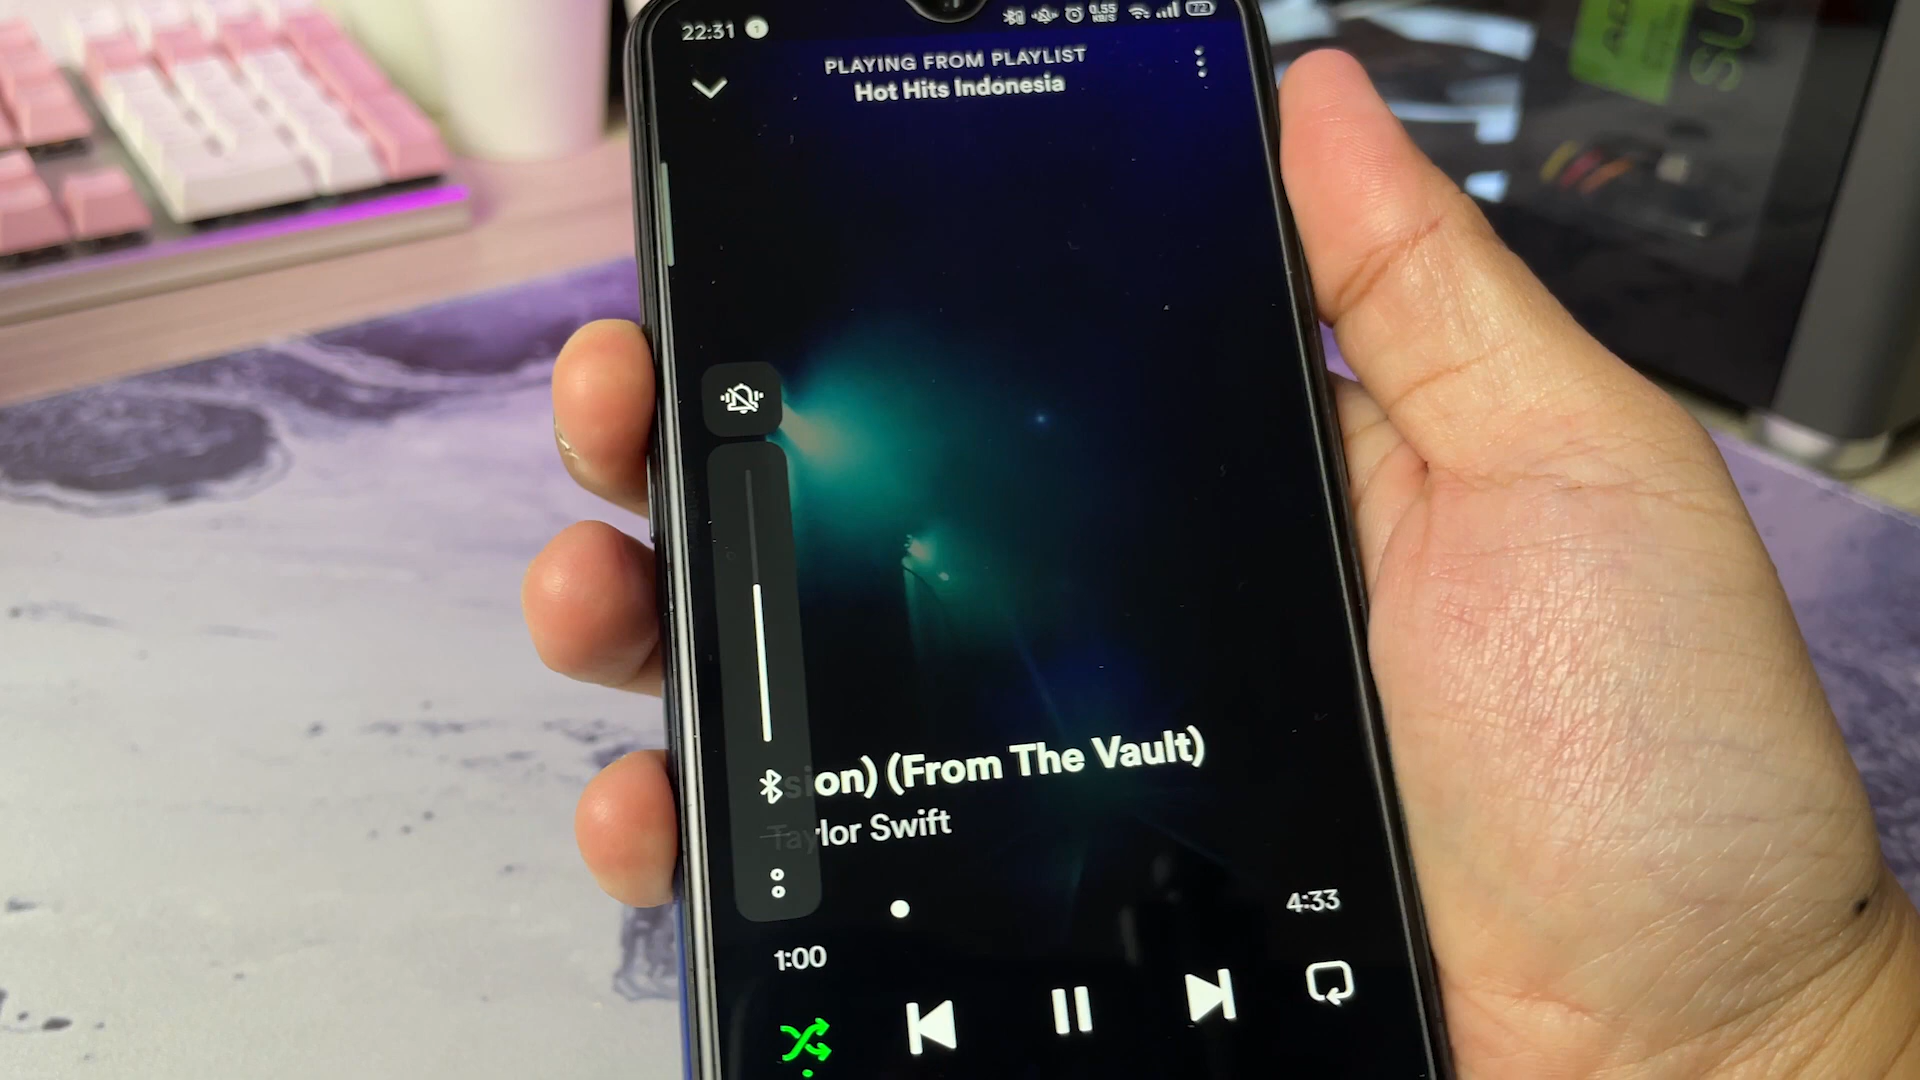 22:31
0.55
KB/S
72
PLAYING FROM PLAYLIST
Hot Hits Indonesia
sion) (From The Vault)
Taylor Swift
4:33
1:00